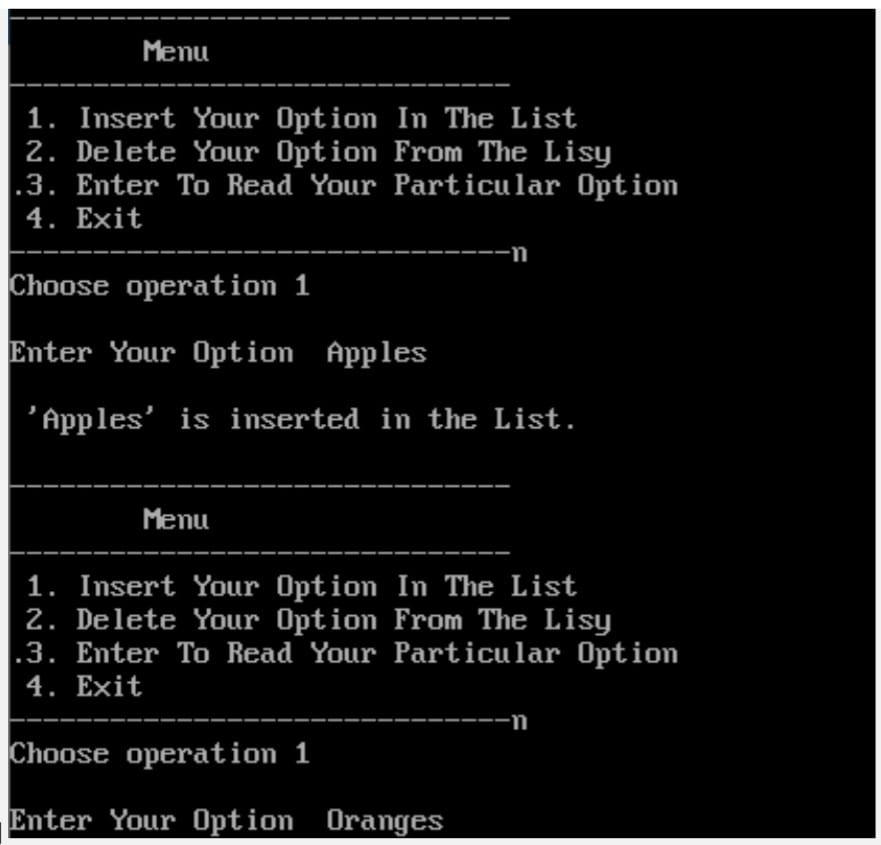 ------------------------------
Menu
------------------------------
1. Insert Your Option In The List
2. Delete Your Option From The Lisy
.3. Enter To Read Your Particular Option
4. Exit
------------------------------n
Choose operation 1
Enter Your Option  Apples
'Apples' is inserted in the List.
------------------------------
Menu
------------------------------
1. Insert Your Option In The List
2. Delete Your Option From The Lisy
.3. Enter To Read Your Particular Option
4. Exit
------------------------------n
Choose operation 1
Enter Your Option  Oranges